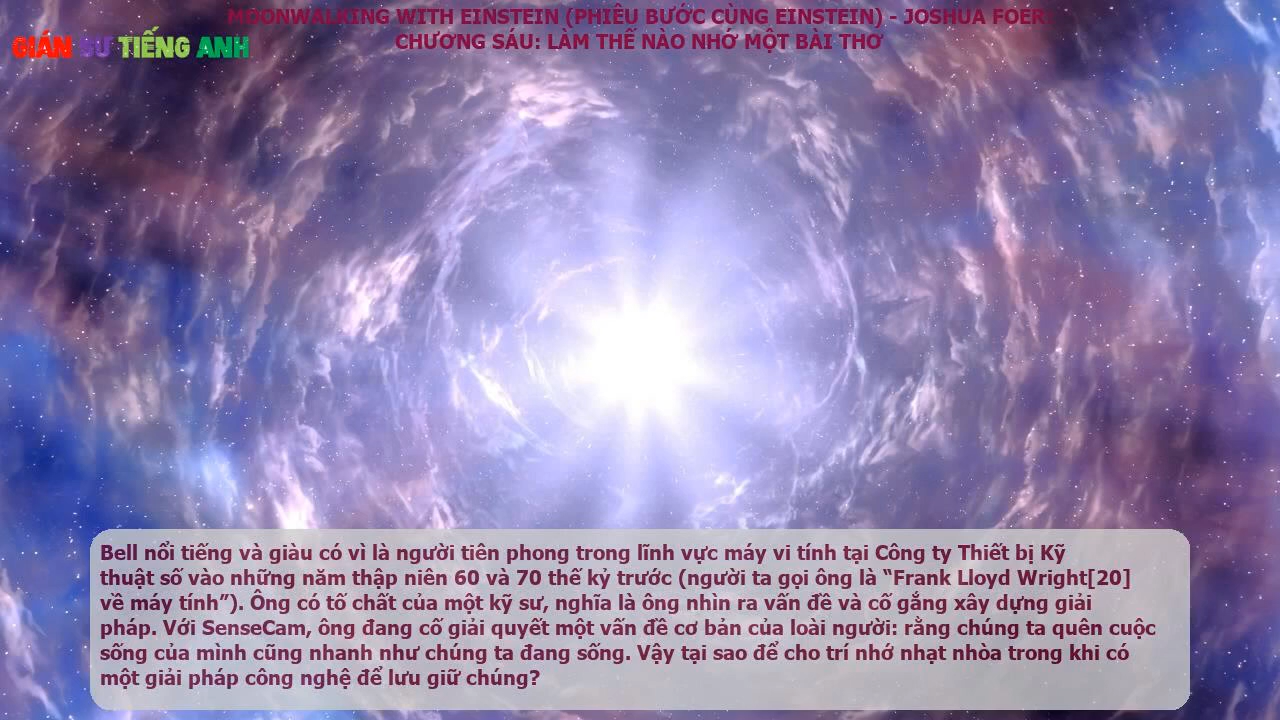 MOONWALKING WITH EINSTEIN (PHIÊU BƯỚC CÙNG EINSTEIN) - JOSHUA FOER
CHƯƠNG SÁU: LÀM THẾ NÀO NHỚ MỘT BÀI THƠ
GIÁN SƯ TIẾNG ANH
Bell nổi tiếng và giàu có vì là người tiên phong trong lĩnh vực máy vi tính tại Công ty Thiết bị Kỹ
thuật số vào những năm thập niên 60 và 70 thế kỷ trước (người ta gọi ông là “Frank Lloyd Wright[20]
về máy tính”). Ông có tố chất của một kỹ sư, nghĩa là ông nhìn ra vấn đề và cố gắng xây dựng giải
pháp. Với SenseCam, ông đang cố giải quyết một vấn đề cơ bản của loài người: rằng chúng ta quên cuộc
sống của mình cũng nhanh như chúng ta đang sống. Vậy tại sao để cho trí nhớ nhạt nhòa trong khi có
một giải pháp công nghệ để lưu giữ chúng?